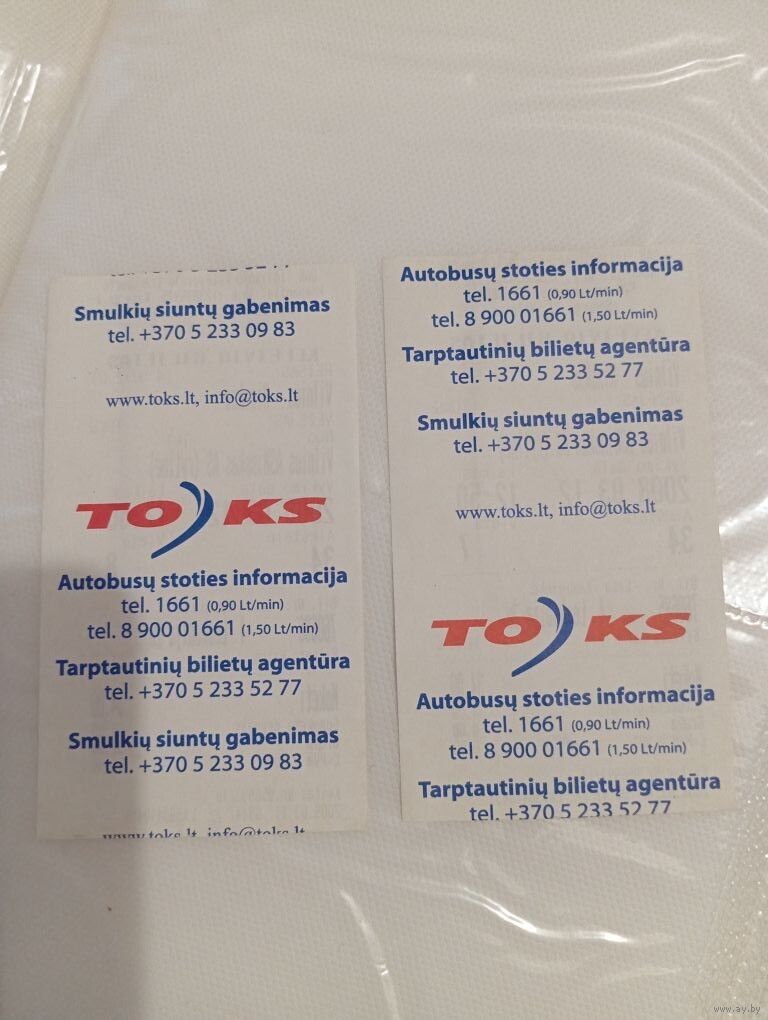 Smulkių siuntų gabenimas
tel. +370 5 233 09 83
www.toks.lt, info@toks.lt
TOKS
Autobusų stoties informacija
tel. 1661 (0,90 Lt/min)
tel. 8 900 01661 (1,50 Lt/min)
Tarptautinių bilietų agentūra
tel. +370 5 233 52 77
Smulkių siuntų gabenimas
tel. +370 5 233 09 83
www.toks.lt, info@toks.lt
Autobusų stoties informacija
tel. 1661 (0,90 Lt/min)
tel. 8 900 01661 (1,50 Lt/min)
Tarptautinių bilietų agentūra
tel. +370 5 233 52 77
Smulkių siuntų gabenimas
tel. +370 5 233 09 83
www.toks.lt, info@toks.lt
TOKS
Autobusų stoties informacija
tel. 1661 (0,90 Lt/min)
tel. 8 900 01661 (1,50 Lt/min)
Tarptautinių bilietų agentūra
tel. +370 5 233 52 77
www.ay.by